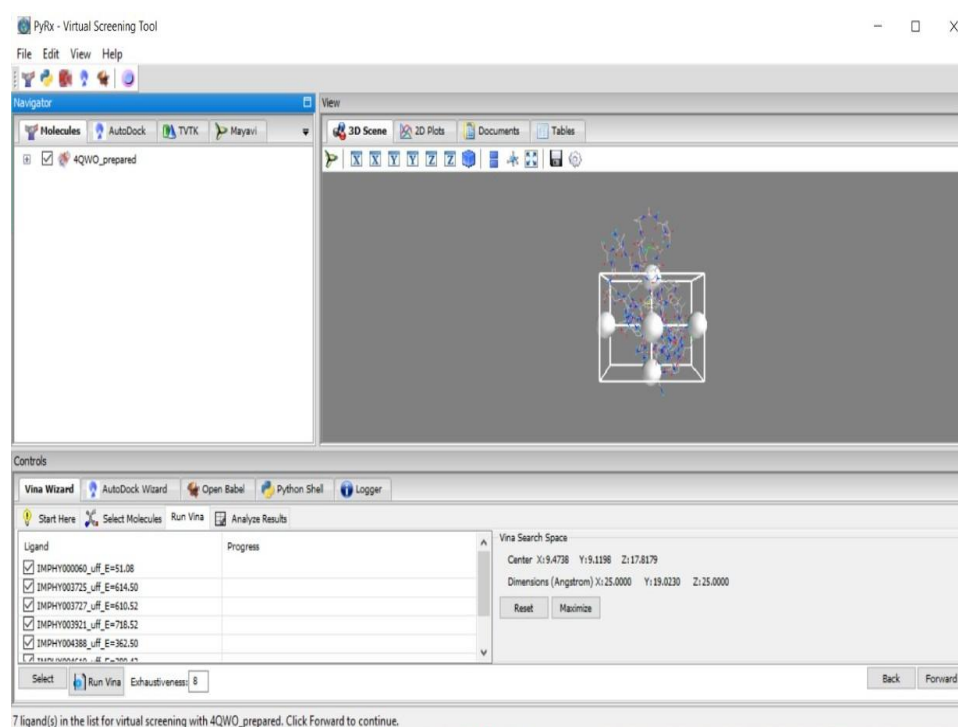 PyRx - Virtual Screening Tool
File Edit View Help
Navigator
View
Molecules AutoDock TVTK Mayavi
3D Scene 2D Plots Documents Tables
4QWO_prepared
X X Y Y Z Z
Controls
Vina Wizard AutoDock Wizard Open Babel Python Shell Logger
Start Here Select Molecules Run Vina Analyze Results
Ligand Progress
Vina Search Space
IMPHY000060_uff_E=51.08
Center X:9.4738 Y:9.1198 Z:17.8179
IMPHY003725_uff_E=614.50
Dimensions (Angstrom) X:25.0000 Y:19.0230 Z:25.0000
IMPHY003727_uff_E=610.52
Reset Maximize
IMPHY003921_uff_E=718.52
IMPHY004388_uff_E=362.50
Select Run Vina Exhaustiveness: 8
Back Forward
7 ligand(s) in the list for virtual screening with 4QWO_prepared. Click Forward to continue.